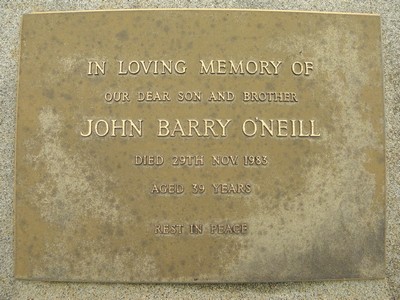 IN LOVING MEMORY OF
OUR DEAR SON AND BROTHER
JOHN BARRY O'NEILL
DIED 29TH NOV 1983
AGED 39 YEARS
REST IN PEACE